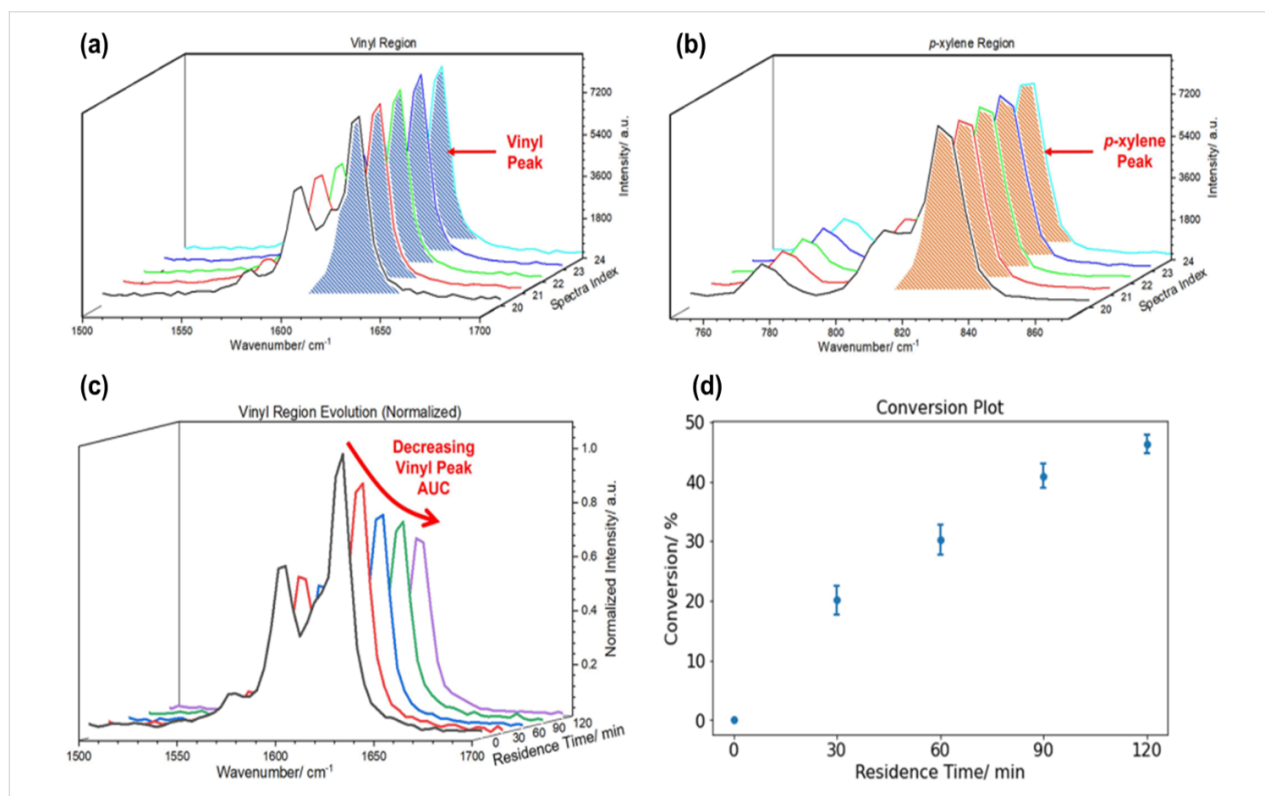 (a)
Vinyl Region
Vinyl
Peak
7200
5400
3600
1800
Intensity/ a.u.
24
23
22
21
20
Spectra Index
1500
1550
1600
1650
1700
Wavenumber/ cm⁻¹
(b)
p-xylene Region
p-xylene
Peak
7200
5400
3600
1800
Intensity/ a.u.
24
23
22
21
20
Spectra Index
760
780
800
820
840
860
Wavenumber/ cm⁻¹
(c)
Vinyl Region Evolution (Normalized)
Decreasing
Vinyl Peak
AUC
1.0
0.8
0.6
0.4
0.2
Normalized Intensity/ a.u.
0
30
60
90
120
Residence Time/ min
1500
1550
1600
1650
1700
Wavenumber/ cm⁻¹
(d)
Conversion Plot
50
40
30
20
10
0
Conversion/ %
0
30
60
90
120
Residence Time/ min